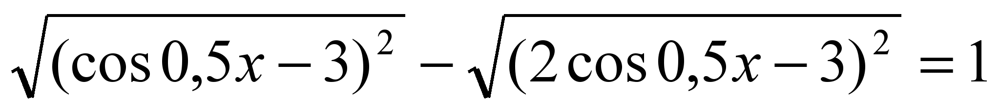 √(cos 0,5x − 3)² − √(2 cos 0,5x − 3)² = 1